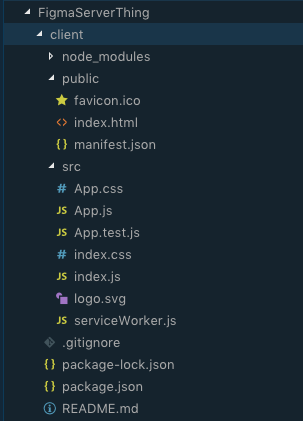 FigmaServerThing
client
node_modules
public
favicon.ico
<> index.html
{ } manifest.json
src
# App.css
JS App.js
JS App.test.js
# index.css
JS index.js
logo.svg
JS serviceWorker.js
.gitignore
{ } package-lock.json
{ } package.json
README.md